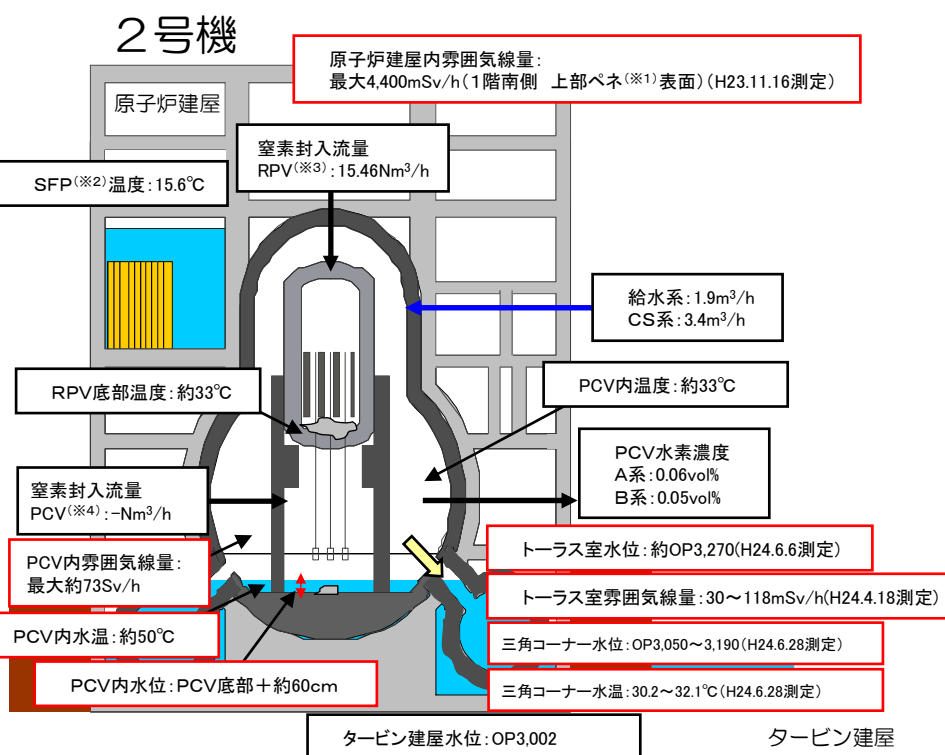 ２号機
原子炉建屋内雰囲気線量：
最大4,400mSv/h（１階南側　上部ペネ(※1)表面）（H23.11.16測定）
原子炉建屋
窒素封入流量
RPV(※3)：15.46Nm3/h
SFP(※2)温度：15.6℃
給水系：1.9m3/h
CS系：3.4m3/h
RPV底部温度：約33℃
PCV内温度：約33℃
PCV水素濃度
A系：0.06vol%
B系：0.05vol%
窒素封入流量
PCV(※4)：-Nm3/h
PCV内雰囲気線量：
最大約73Sv/h
トーラス室水位：約OP3,270(H24.6.6測定)
トーラス室雰囲気線量：30～118mSv/h(H24.4.18測定)
PCV内水温：約50℃
三角コーナー水位：OP3,050～3,190(H24.6.28測定)
PCV内水位：PCV底部＋約60cm
三角コーナー水温：30.2～32.1℃(H24.6.28測定)
タービン建屋水位：OP3,002
タービン建屋